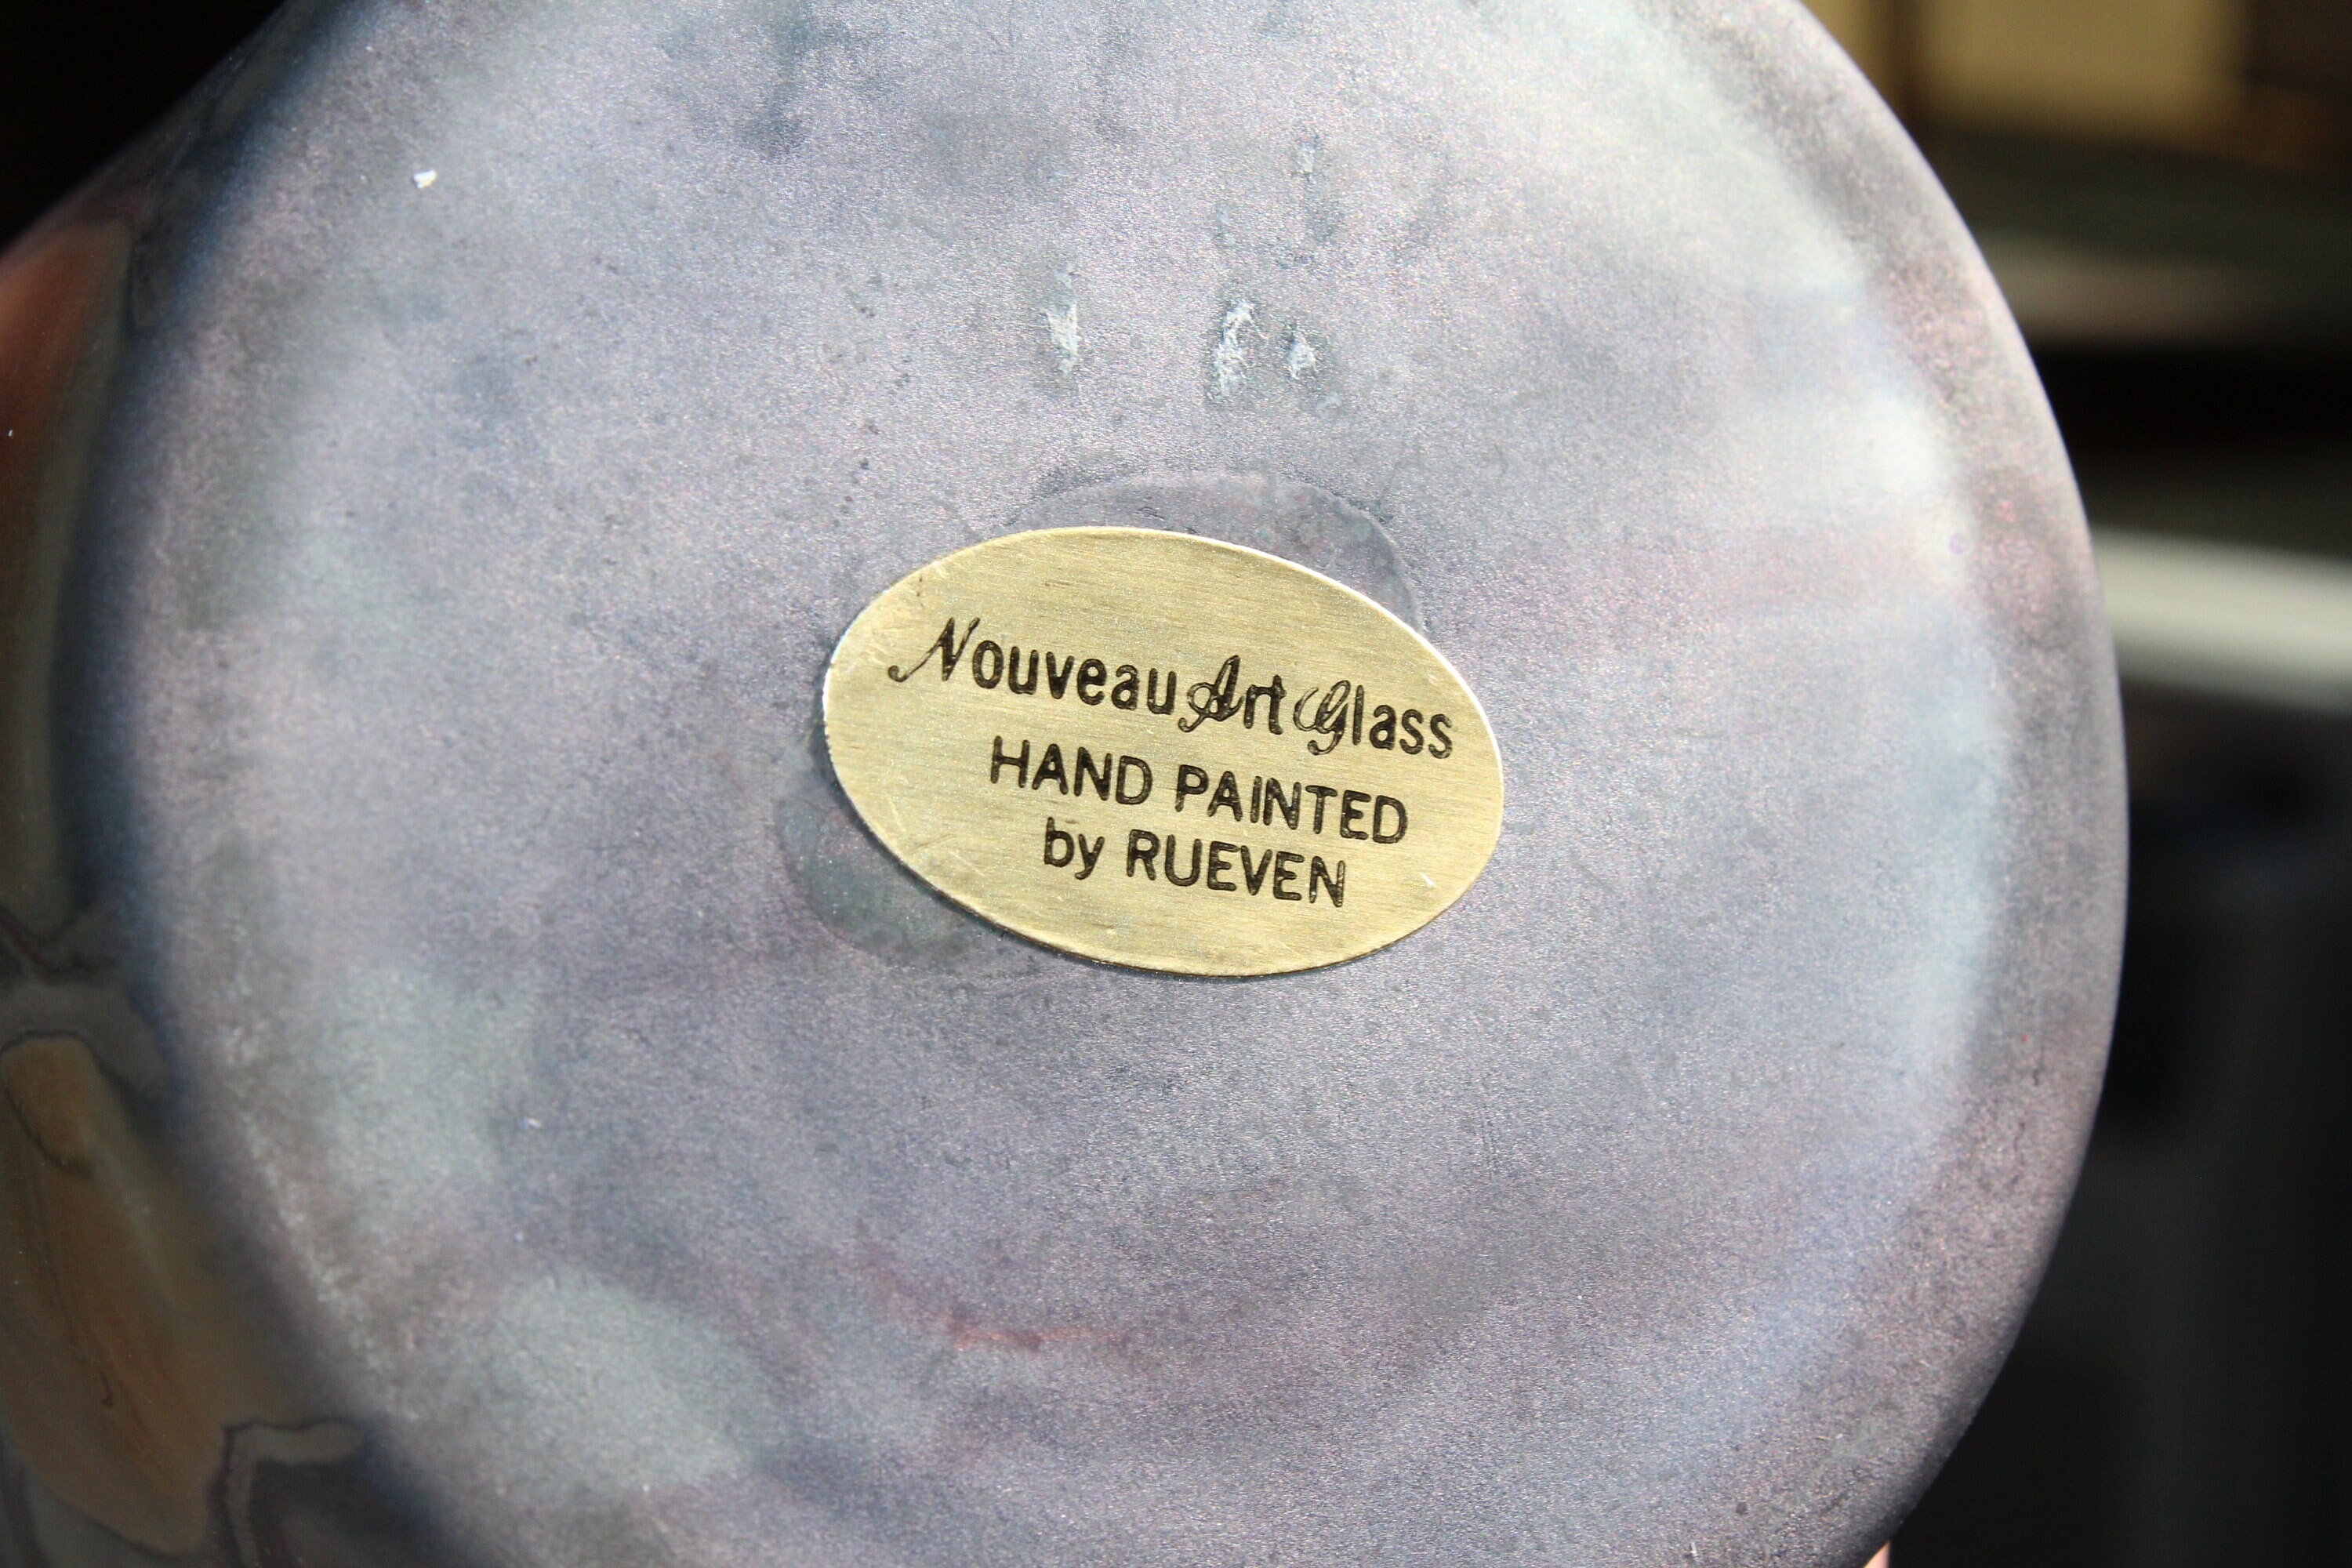 Nouveau Art Glass
HAND PAINTED
by RUEVEN